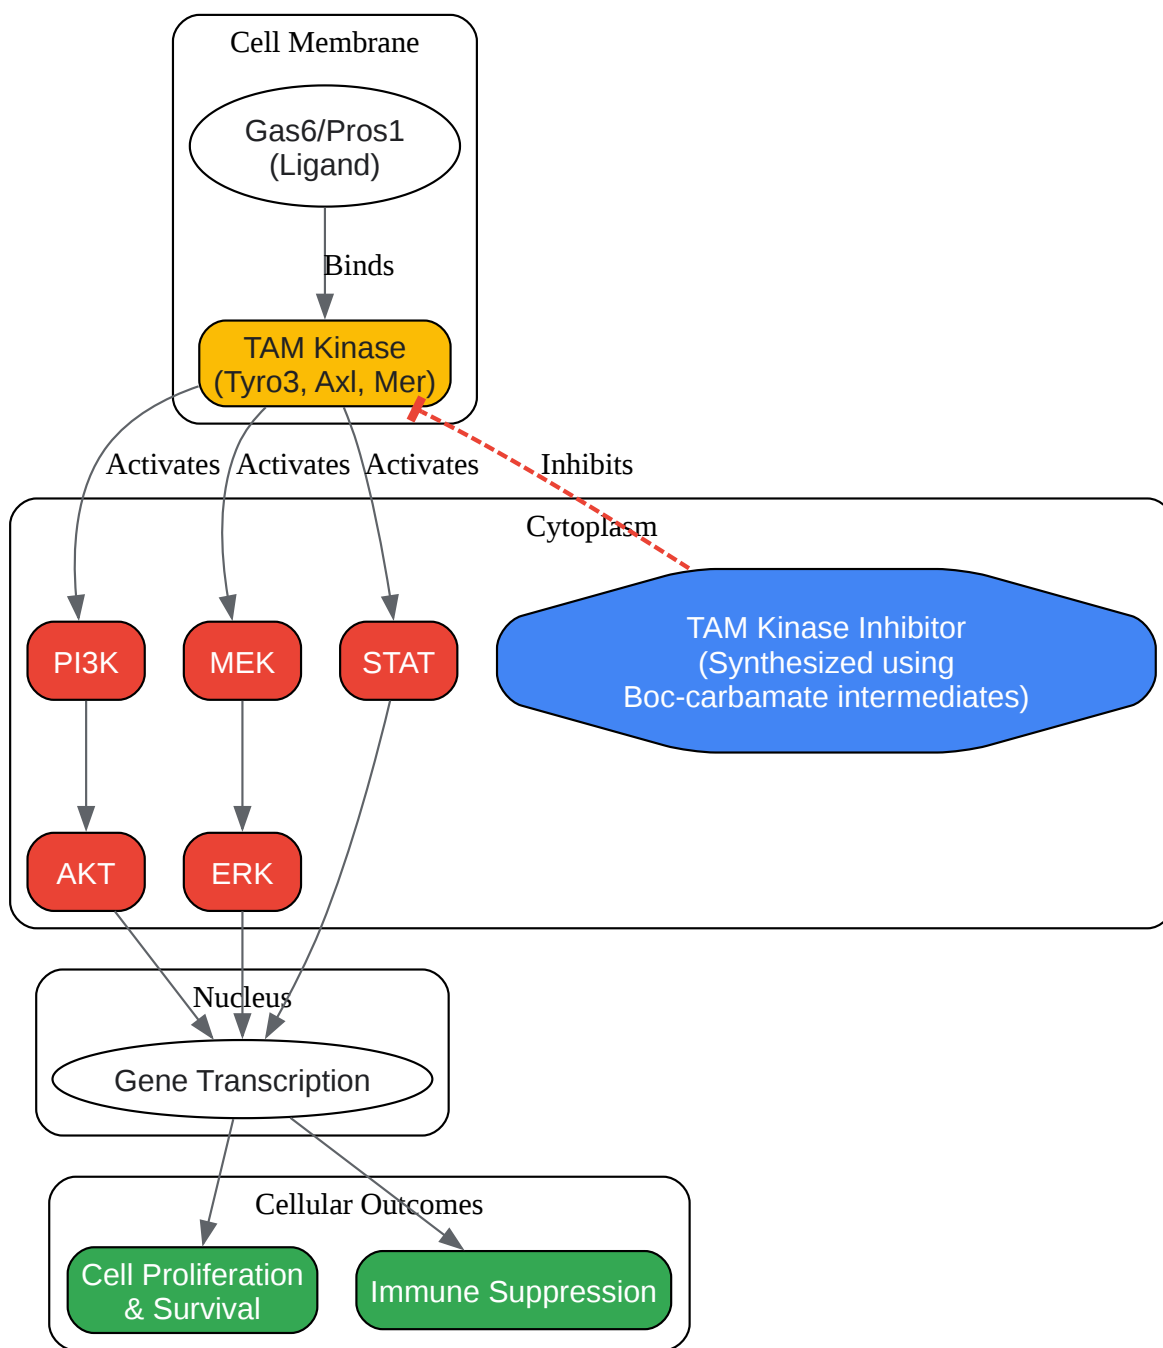 Cell Membrane
Gas6/Pros1
(Ligand)
Binds
TAM Kinase
(Tyro3, Axl, Mer)
Activates
Activates
Activates
Inhibits
Cytoplasm
PI3K
MEK
STAT
TAM Kinase Inhibitor
(Synthesized using
Boc-carbamate intermediates)
AKT
ERK
Nucleus
Gene Transcription
Cellular Outcomes
Cell Proliferation
& Survival
Immune Suppression